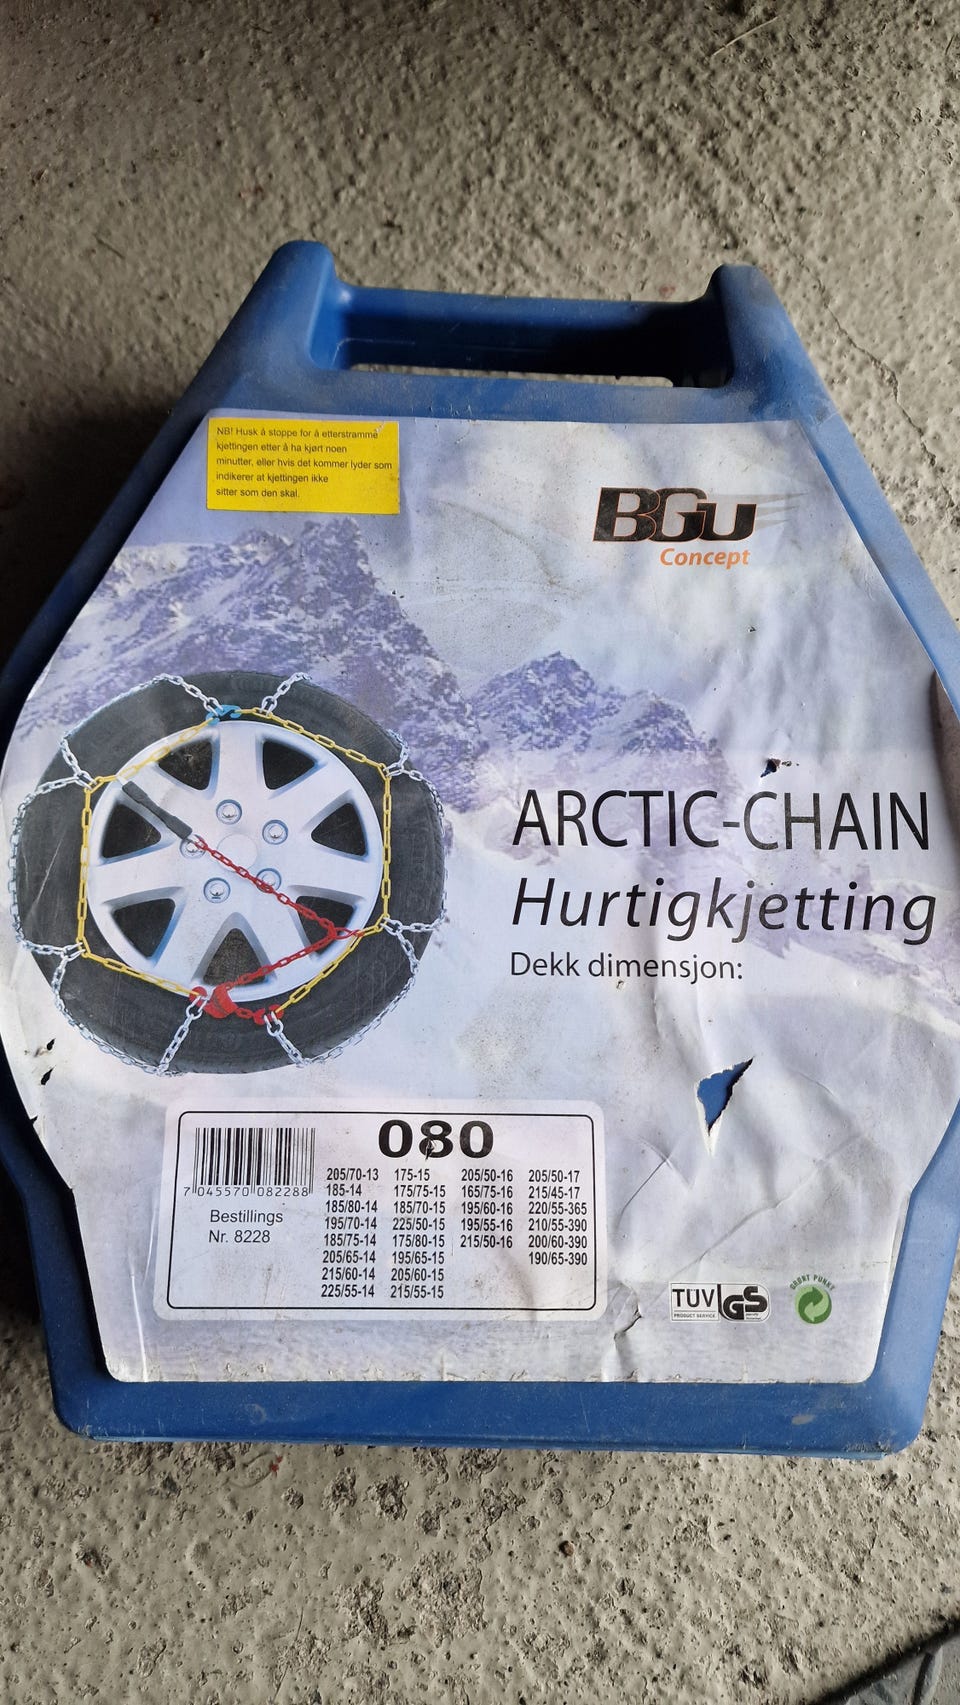 NB! Husk å stoppe for å etterstramme
kjettingen etter å ha kjørt noen
minutter, eller hvis det kommer lyder som
indikerer at kjettingen ikke
sitter som den skal.
BGU
Concept
ARCTIC-CHAIN
Hurtigkjetting
Dekk dimensjon:
080
7 045570 082288
Bestillings
Nr. 8228
205/70-13 175-15 205/50-16 205/50-17
185-14 175/75-15 165/75-16 215/45-17
185/80-14 185/70-15 195/60-16 220/55-365
195/70-14 225/50-15 195/55-16 210/55-390
185/75-14 175/80-15 215/50-16 200/60-390
205/65-14 195/65-15 190/65-390
215/60-14 205/60-15
225/55-14 215/55-15
TUV GS
PRODUCT SERVICE
GRØNT PUNKT